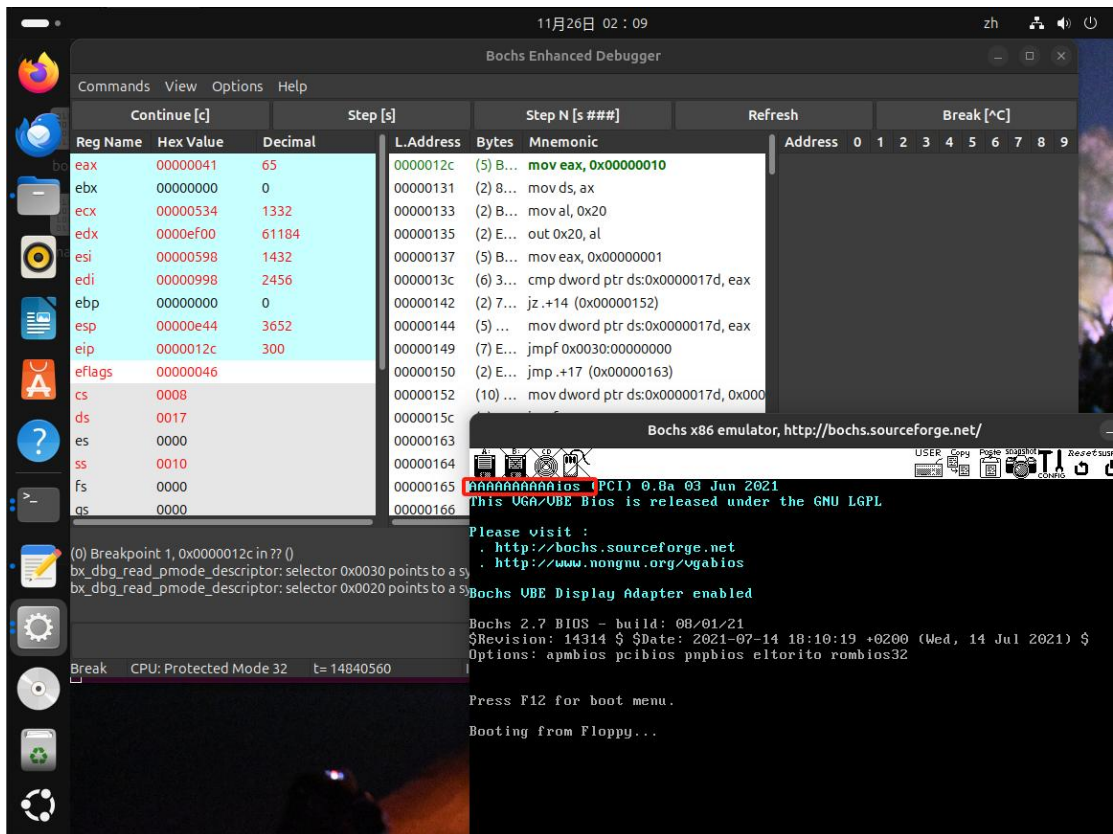 11月26日 02：09
zh
Bochs Enhanced Debugger
Commands View Options Help
Continue [c] Step [s] Step N [s ###] Refresh Break [^C]
Reg Name Hex Value Decimal
eax 00000041 65
ebx 00000000 0
ecx 00000534 1332
edx 0000ef00 61184
esi 00000598 1432
edi 00000998 2456
ebp 00000000 0
esp 00000e44 3652
eip 0000012c 300
eflags 00000046
cs 0008
ds 0017
es 0000
ss 0010
fs 0000
gs 0000
L.Address Bytes Mnemonic
0000012c (5) B... mov eax, 0x00000010
00000131 (2) 8... mov ds, ax
00000133 (2) B... mov al, 0x20
00000135 (2) E... out 0x20, al
00000137 (5) B... mov eax, 0x00000001
0000013c (6) 3... cmp dword ptr ds:0x0000017d, eax
00000142 (2) 7... jz .+14 (0x00000152)
00000144 (5) ... mov dword ptr ds:0x0000017d, eax
00000149 (7) E... jmpf 0x0030:00000000
00000150 (2) E... jmp .+17 (0x00000163)
00000152 (10) ... mov dword ptr ds:0x0000017d, 0x000
0000015c
00000163
00000164
00000165
00000166
Address 0 1 2 3 4 5 6 7 8 9
(0) Breakpoint 1, 0x0000012c in ?? ()
bx_dbg_read_pmode_descriptor: selector 0x0030 points to a sy
bx_dbg_read_pmode_descriptor: selector 0x0020 points to a sy
Break CPU: Protected Mode 32 t= 14840560
Bochs x86 emulator, http://bochs.sourceforge.net/
A: B: CD USER Copy Paste Snapshot CONFIG Reset
AAAAAAAAAAios (PCI) 0.8a 03 Jun 2021
This VGA/VBE Bios is released under the GNU LGPL
Please visit :
. http://bochs.sourceforge.net
. http://www.nongnu.org/vgabios
Bochs VBE Display Adapter enabled
Bochs 2.7 BIOS - build: 08/01/21
$Revision: 14314 $ $Date: 2021-07-14 18:10:19 +0200 (Wed, 14 Jul 2021) $
Options: apmbios pcibios pnpbios eltorito rombios32
Press F12 for boot menu.
Booting from Floppy...